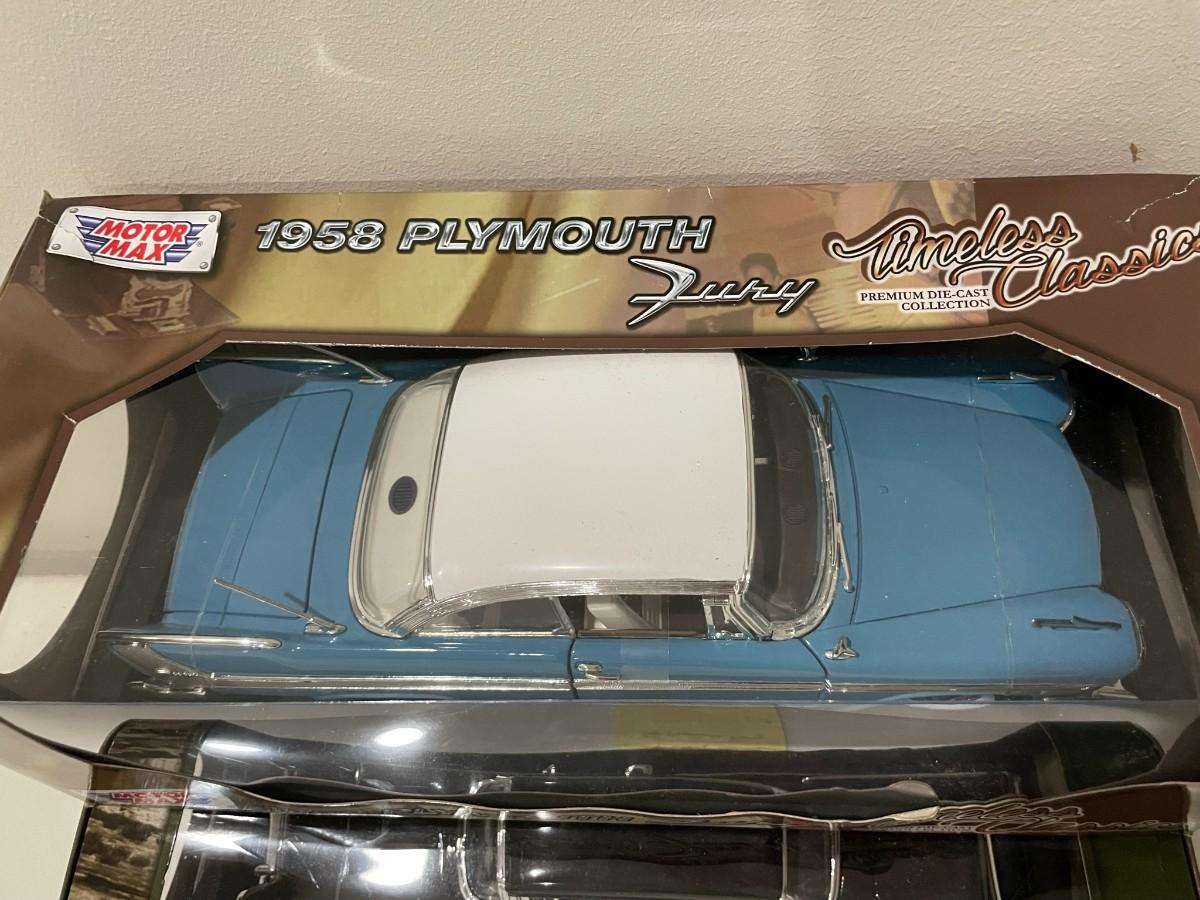 MOTOR
MAX
®
1958 PLYMOUTH
Fury
Timeless
Classics
PREMIUM DIE-CAST
COLLECTION